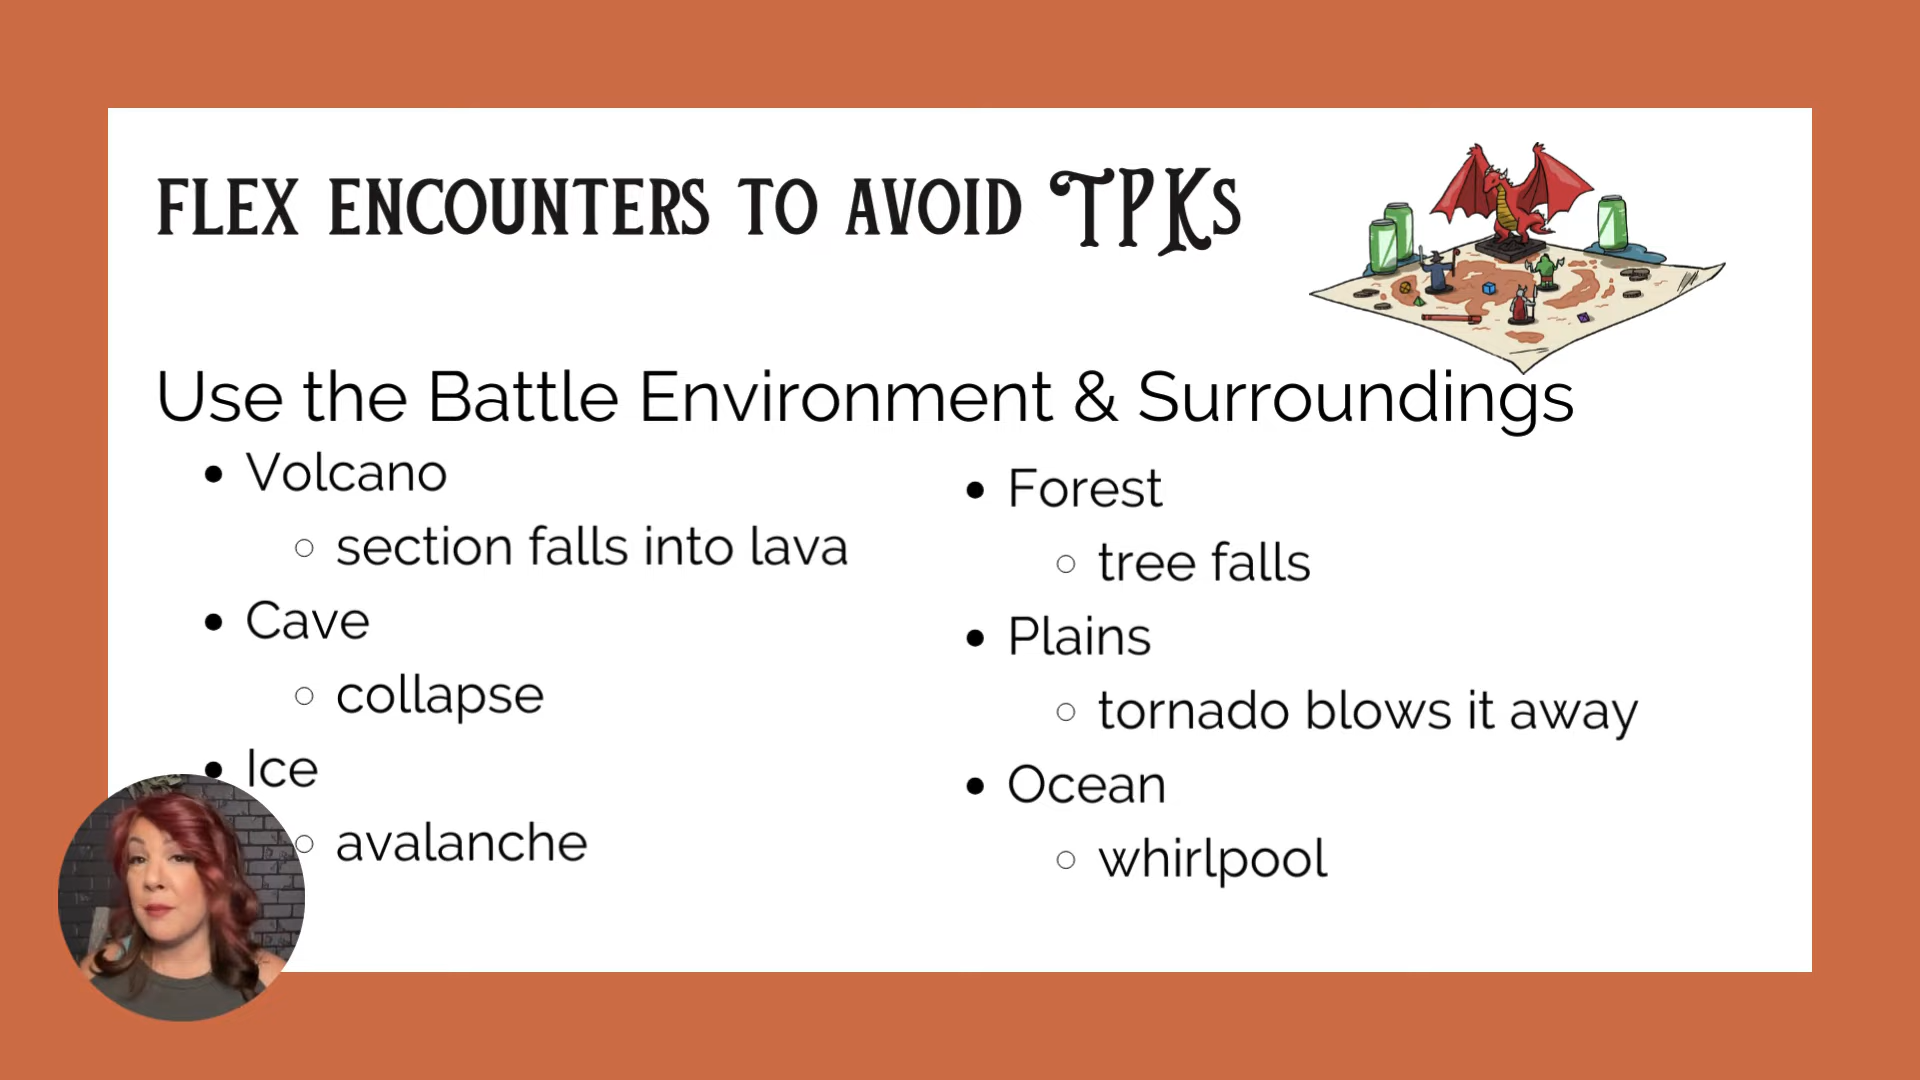 FLEX ENCOUNTERS TO AVOID TPKS
Use the Battle Environment & Surroundings
• Volcano
○ section falls into lava
• Cave
○ collapse
• Ice
○ avalanche
• Forest
○ tree falls
• Plains
○ tornado blows it away
• Ocean
○ whirlpool